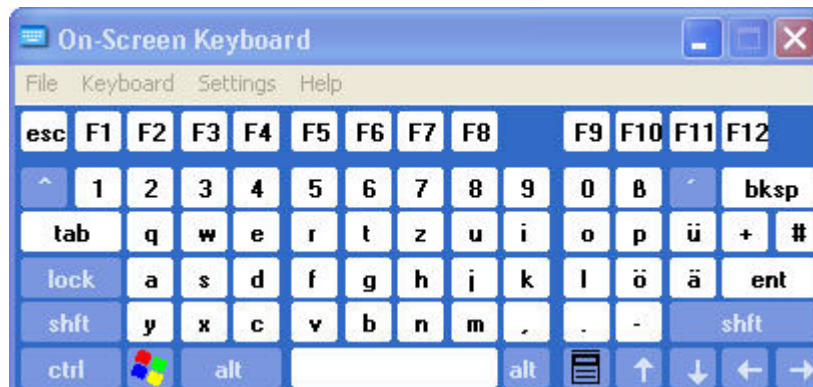 On-Screen Keyboard
File Keyboard Settings Help
esc F1 F2 F3 F4 F5 F6 F7 F8 F9 F10 F11 F12
^ 1 2 3 4 5 6 7 8 9 0 ß ´ bksp
tab q w e r t z u i o p ü + #
lock a s d f g h j k l ö ä ent
shft y x c v b n m , . - shft
ctrl alt alt ↑ ↓ ← →